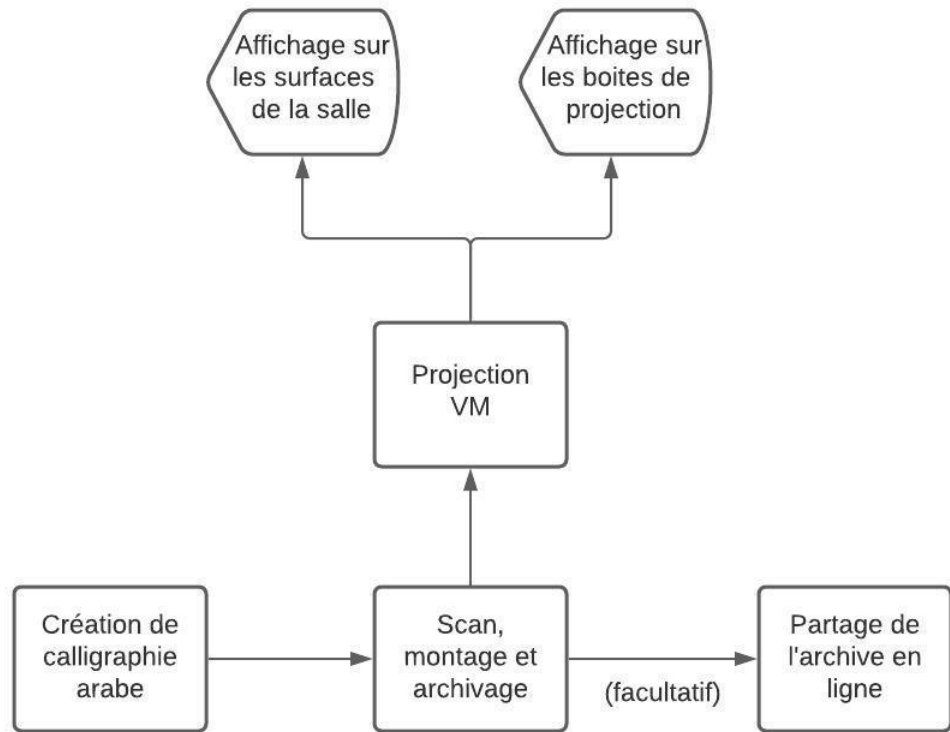 Affichage sur
les surfaces
de la salle
Affichage sur
les boites de
projection
Projection
VM
Création de
calligraphie
arabe
Scan,
montage et
archivage
(facultatif)
Partage de
l'archive en
ligne